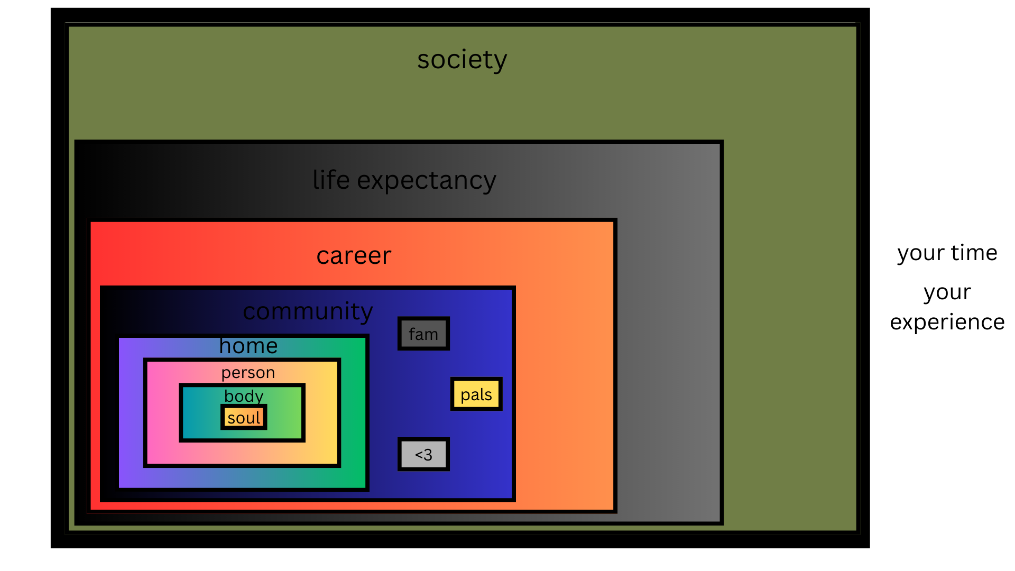 society
life expectancy
career
community
fam
home
person
body
pals
soul
<3
your time
your
experience